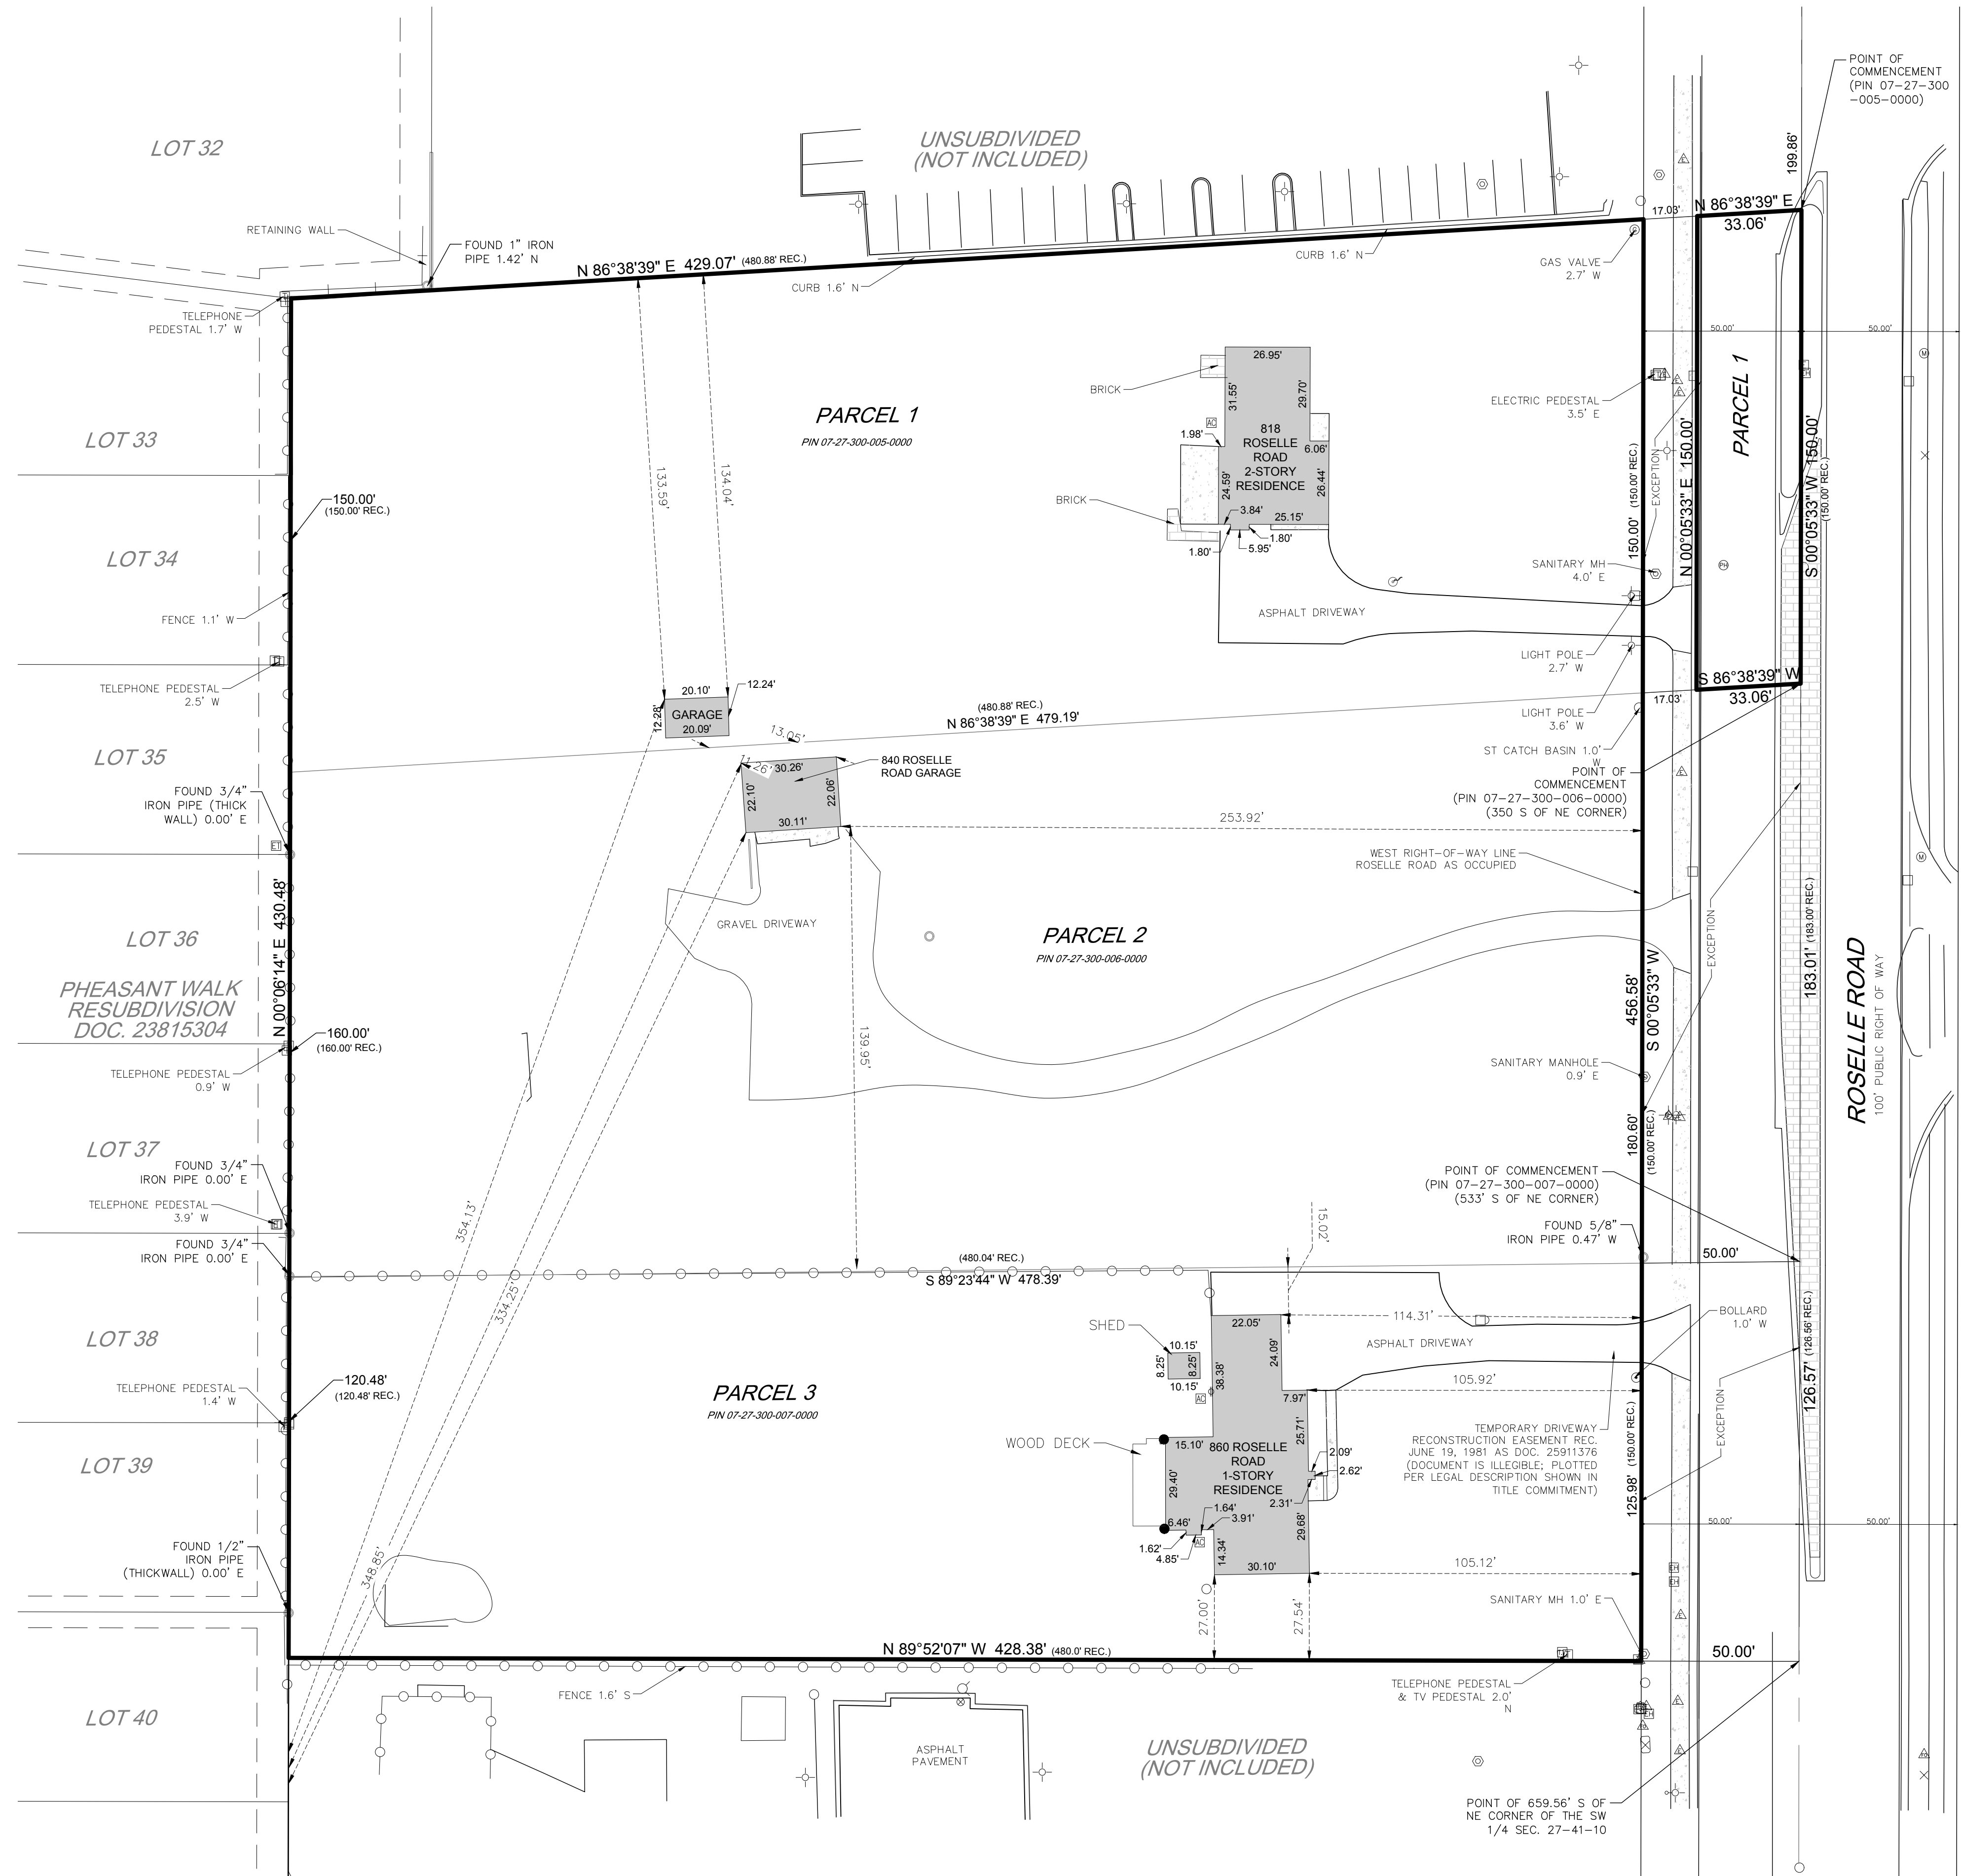 POINT OF
COMMENCEMENT
(PIN 07-27-300
-005-0000)
LOT 32
UNSUBDIVIDED
(NOT INCLUDED)
199.86'
RETAINING WALL
FOUND 1" IRON
PIPE 1.42' N
N 86°38'39" E 429.07' (480.88' REC.)
CURB 1.6' N
CURB 1.6' N
17.03'
N 86°38'39" E
33.06'
GAS VALVE
2.7' W
TELEPHONE
PEDESTAL 1.7' W
50.00'
50.00'
BRICK
26.95'
31.55'
29.70'
AC
1.98'
818
ROSELLE
ROAD
2-STORY
RESIDENCE
6.06'
24.59'
26.44'
BRICK
3.84'
25.15'
1.80'
5.95'
1.80'
ELECTRIC PEDESTAL
3.5' E
PARCEL 1
PIN 07-27-300-005-0000
PARCEL 1
LOT 33
133.59'
134.04'
150.00'
(150.00' REC.)
150.00' (150.00' REC.)
EXCEPTION
N 00°05'33" E 150.00'
S 00°05'33" W 150.00'
(150.00' REC.)
LOT 34
SANITARY MH
4.0' E
FENCE 1.1' W
ASPHALT DRIVEWAY
LIGHT POLE
2.7' W
TELEPHONE PEDESTAL
2.5' W
S 86°38'39" W
33.06'
17.03'
20.10'
12.24'
12.28'
GARAGE
20.09'
(480.88' REC.)
N 86°38'39" E 479.19'
LIGHT POLE
3.6' W
ST CATCH BASIN 1.0'
W
13.05'
LOT 35
11.26'
30.26'
22.10'
22.06'
30.11'
840 ROSELLE
ROAD GARAGE
POINT OF
COMMENCEMENT
(PIN 07-27-300-006-0000)
(350 S OF NE CORNER)
FOUND 3/4"
IRON PIPE (THICK
WALL) 0.00' E
253.92'
WEST RIGHT-OF-WAY LINE
ROSELLE ROAD AS OCCUPIED
N 00°06'14" E 430.48'
GRAVEL DRIVEWAY
PARCEL 2
PIN 07-27-300-006-0000
EXCEPTION
183.01' (183.00' REC.)
ROSELLE ROAD
100' PUBLIC RIGHT OF WAY
LOT 36
PHEASANT WALK
RESUBDIVISION
DOC. 23815304
456.58'
S 00°05'33" W
160.00'
(160.00' REC.)
139.95'
TELEPHONE PEDESTAL
0.9' W
SANITARY MANHOLE
0.9' E
LOT 37
180.60'
(150.00' REC.)
FOUND 3/4"
IRON PIPE 0.00' E
TELEPHONE PEDESTAL
3.9' W
FOUND 3/4"
IRON PIPE 0.00' E
354.13'
334.25'
348.85'
POINT OF COMMENCEMENT
(PIN 07-27-300-007-0000)
(533' S OF NE CORNER)
FOUND 5/8"
IRON PIPE 0.47' W
15.02'
(480.04' REC.)
S 89°23'44" W 478.39'
50.00'
LOT 38
SHED
10.15'
8.25'
8.25'
10.15'
AC
22.05'
24.09'
38.38'
114.31'
ASPHALT DRIVEWAY
BOLLARD
1.0' W
126.57' (126.56' REC.)
TELEPHONE PEDESTAL
1.4' W
120.48'
(120.48' REC.)
PARCEL 3
PIN 07-27-300-007-0000
7.97'
105.92'
25.71'
WOOD DECK
15.10'
860 ROSELLE
ROAD
1-STORY
RESIDENCE
2.09'
2.62'
2.31'
29.40'
29.68'
1.64'
3.91'
6.46'
1.62'
4.85'
AC
14.34'
30.10'
TEMPORARY DRIVEWAY
RECONSTRUCTION EASEMENT REC.
JUNE 19, 1981 AS DOC. 25911376
(DOCUMENT IS ILLEGIBLE; PLOTTED
PER LEGAL DESCRIPTION SHOWN IN
TITLE COMMITMENT)
125.98' (150.00' REC.)
EXCEPTION
50.00'
50.00'
LOT 39
FOUND 1/2"
IRON PIPE
(THICKWALL) 0.00' E
105.12'
27.00'
27.54'
SANITARY MH 1.0' E
N 89°52'07" W 428.38' (480.0' REC.)
50.00'
FENCE 1.6' S
TELEPHONE PEDESTAL
& TV PEDESTAL 2.0'
N
LOT 40
ASPHALT
PAVEMENT
UNSUBDIVIDED
(NOT INCLUDED)
POINT OF 659.56' S OF
NE CORNER OF THE SW
1/4 SEC. 27-41-10